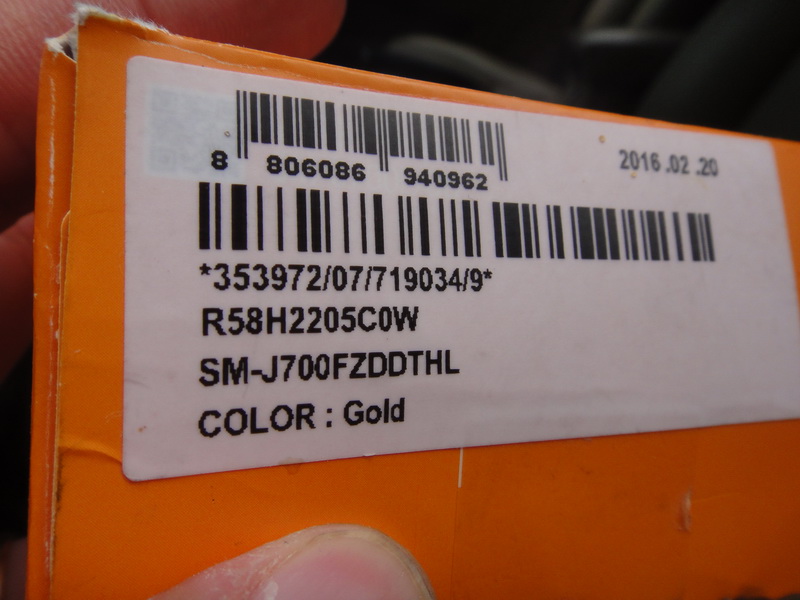 8 806086 940962
2016.02.20
*353972/07/719034/9*
R58H2205C0W
SM-J700FZDDTHL
COLOR : Gold